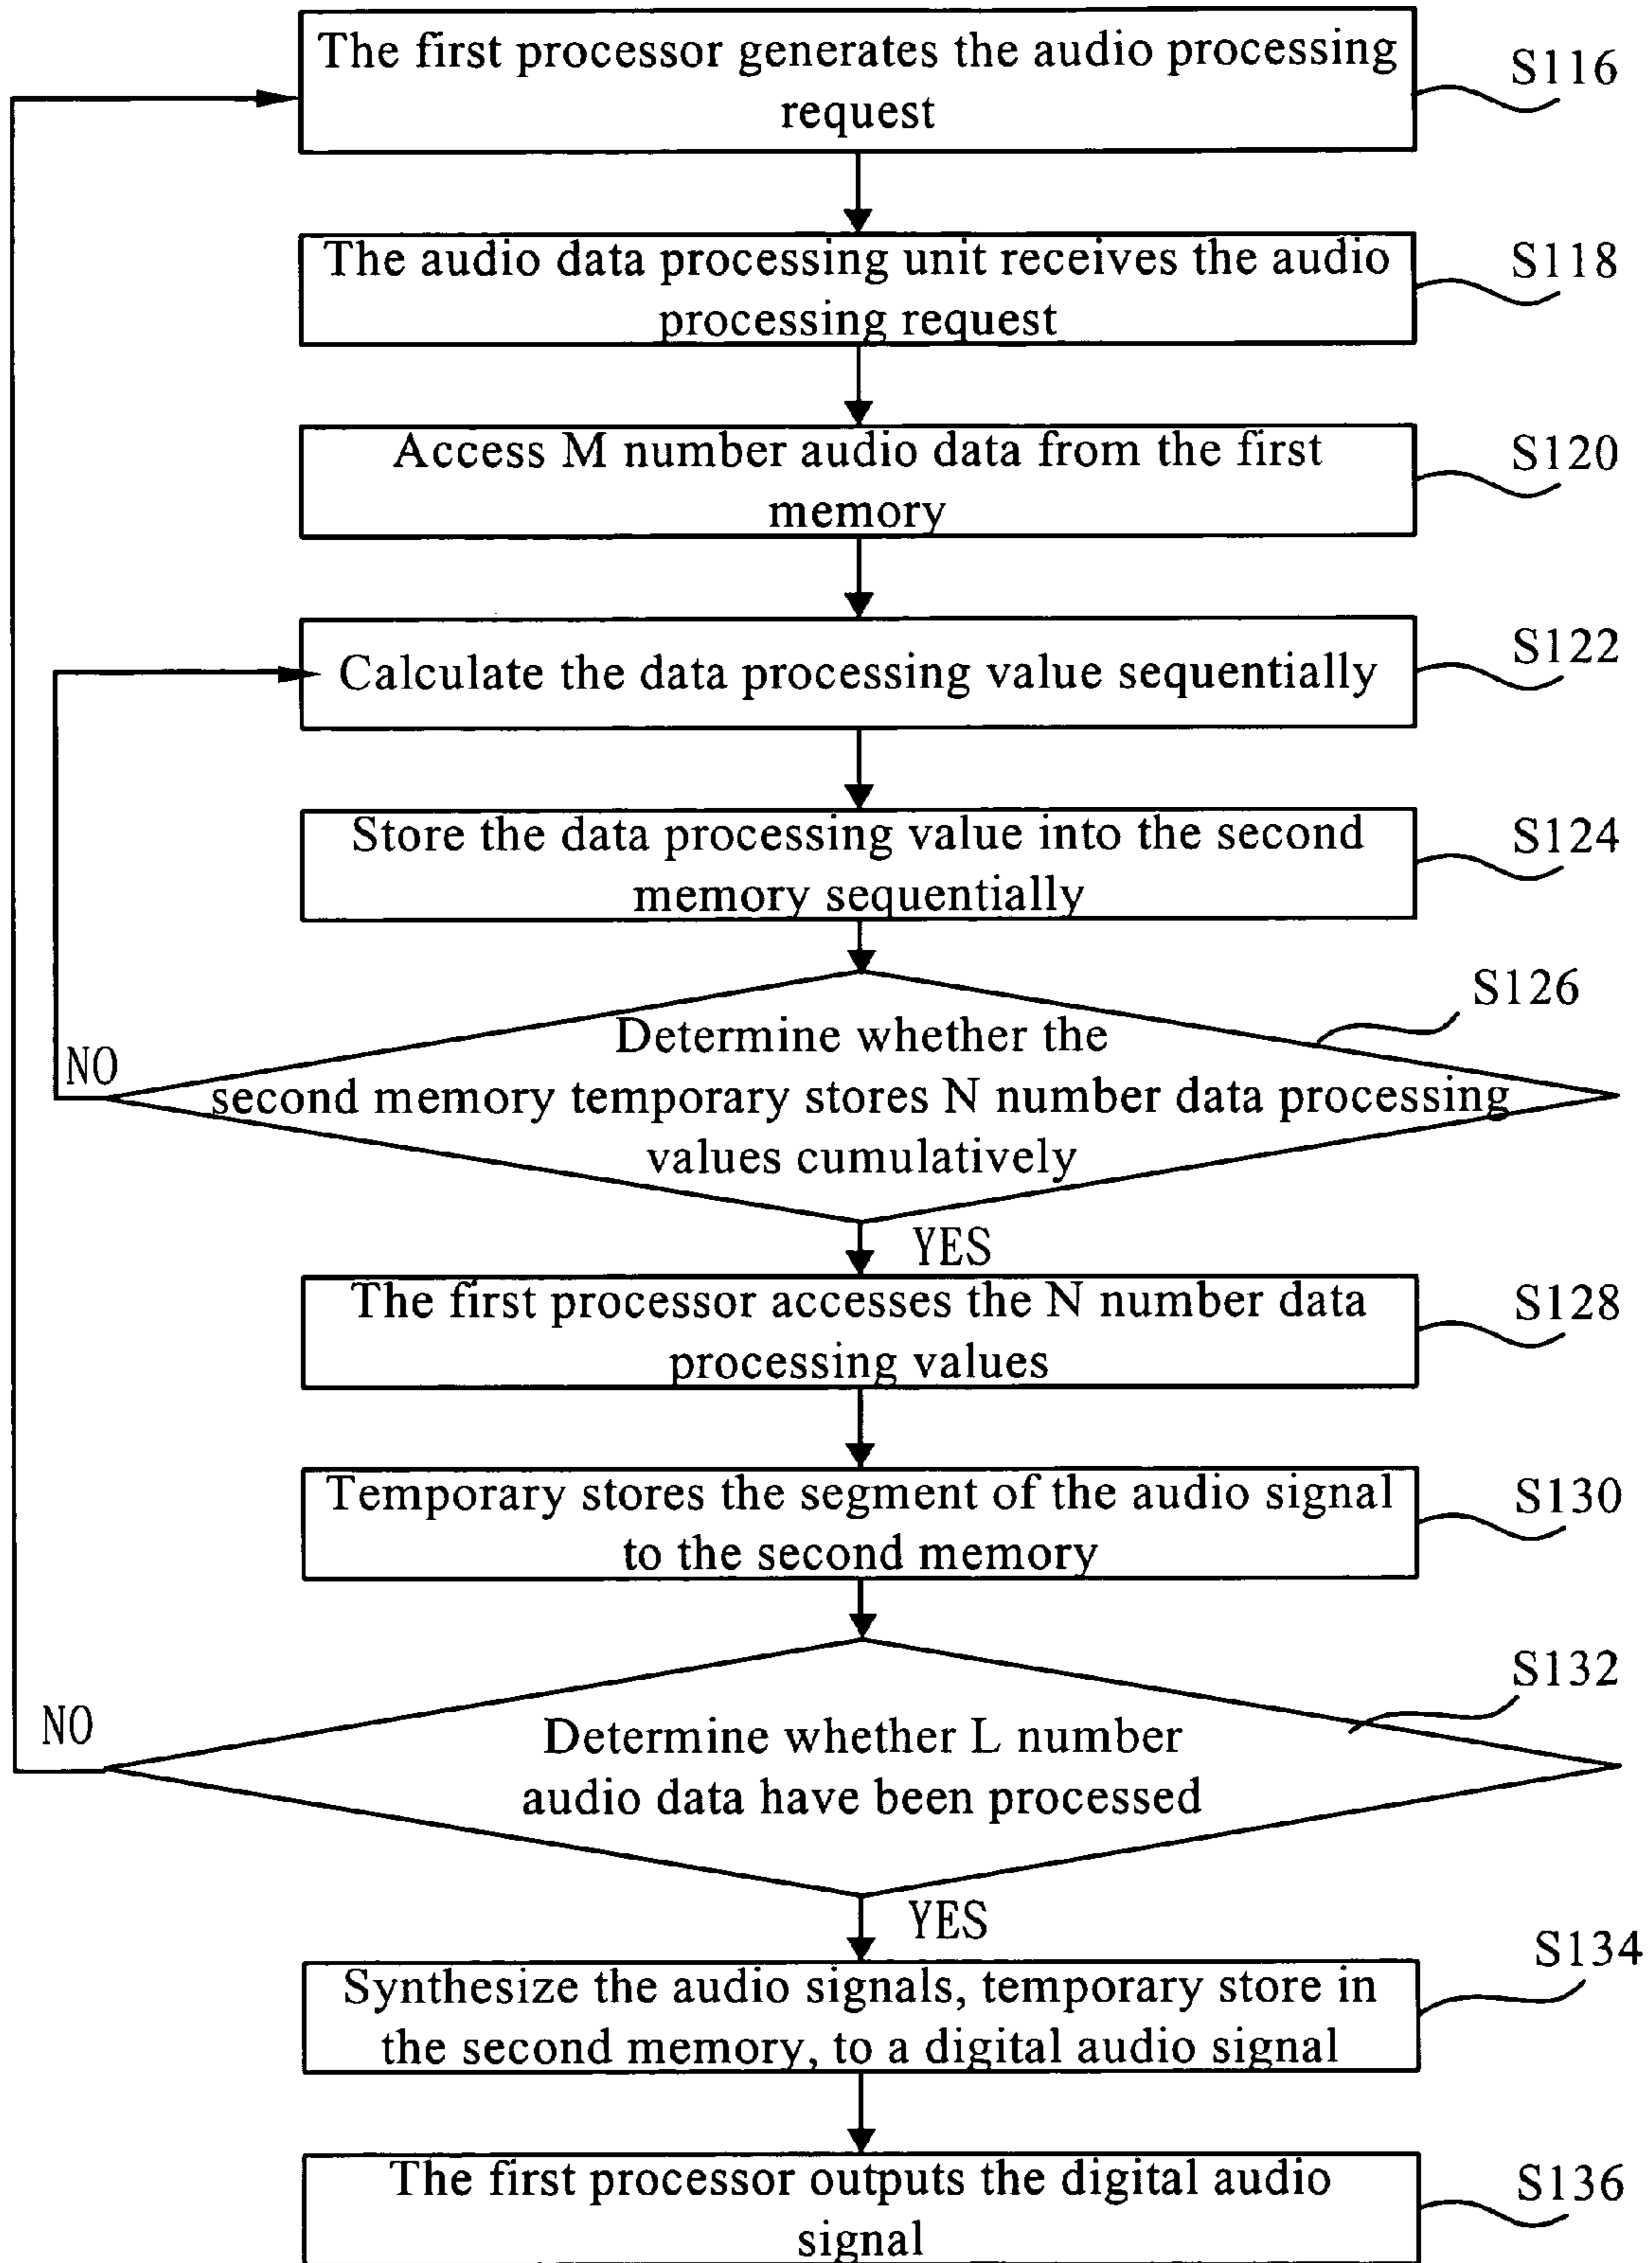 The first processor generates the audio processing
request
S116
The audio data processing unit receives the audio
processing request
S118
Access M number audio data from the first
memory
S120
Calculate the data processing value sequentially
S122
Store the data processing value into the second
memory sequentially
S124
S126
Determine whether the
second memory temporary stores N number data processing
values cumulatively
NO
YES
The first processor accesses the N number data
processing values
S128
Temporary stores the segment of the audio signal
to the second memory
S130
S132
Determine whether L number
audio data have been processed
NO
YES
Synthesize the audio signals, temporary store in
the second memory, to a digital audio signal
S134
The first processor outputs the digital audio
signal
S136